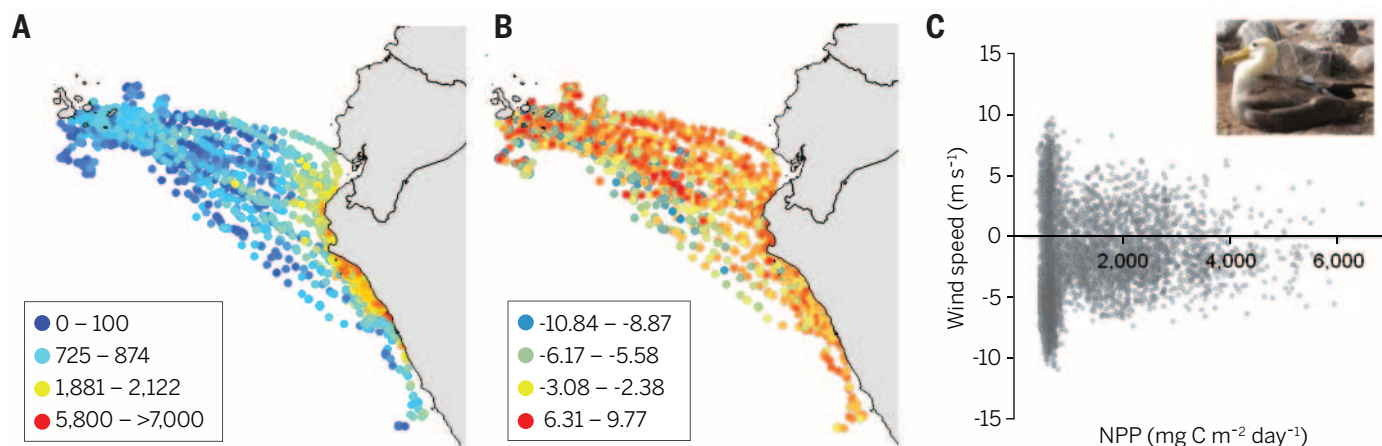 A
0 – 100
725 – 874
1,881 – 2,122
5,800 – >7,000
B
-10.84 – -8.87
-6.17 – -5.58
-3.08 – -2.38
6.31 – 9.77
C
15
10
5
0
-5
-10
-15
Wind speed (m s⁻¹)
2,000
4,000
6,000
NPP (mg C m⁻² day⁻¹)